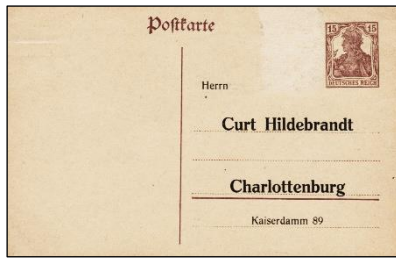 Postkarte
15 15
DEUTSCHES REICH
Herrn
Curt Hildebrandt
Charlottenburg
Kaiserdamm 89